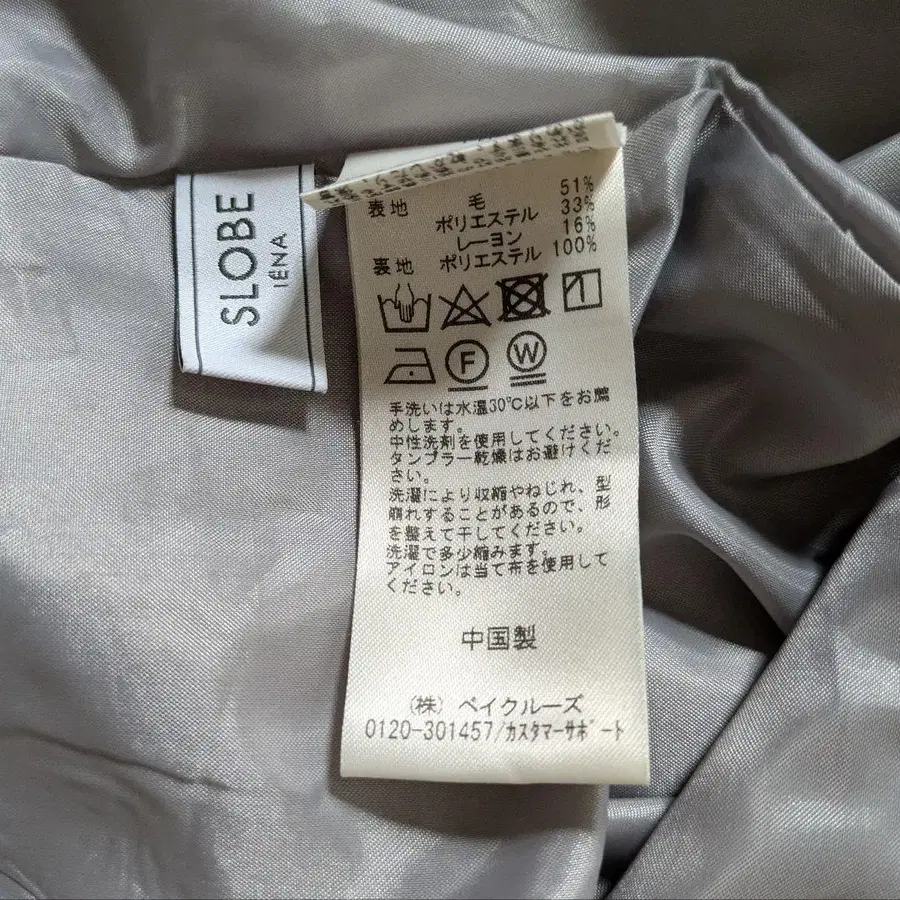 SLOBE
IÉNA
表地 毛 51%
ポリエステル 33%
レーヨン 16%
表地 ポリエステル 100%
F
W
手洗いは水温30℃以下をお薦
めします。
中性洗剤を使用してください。
タンブラー乾燥はお避けくだ
さい。
洗濯により収縮やねじれ、型
崩れすることがあるので、形
を整えて干してください。
洗濯で多少縮みます。
アイロンは当て布を使用して
ください。
中国製
(株) ベイクルーズ
0120-301457/カスタマーサポート